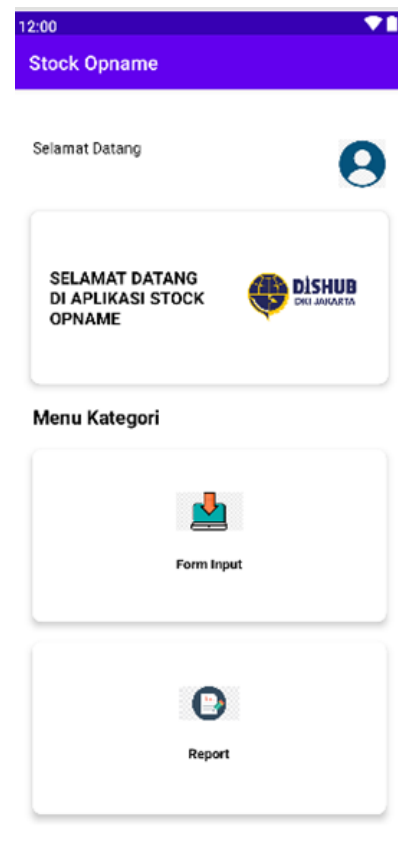 12:00
Stock Opname
Selamat Datang
SELAMAT DATANG
DI APLIKASI STOCK
OPNAME
DISHUB
DKI JAKARTA
Menu Kategori
Form Input
Report